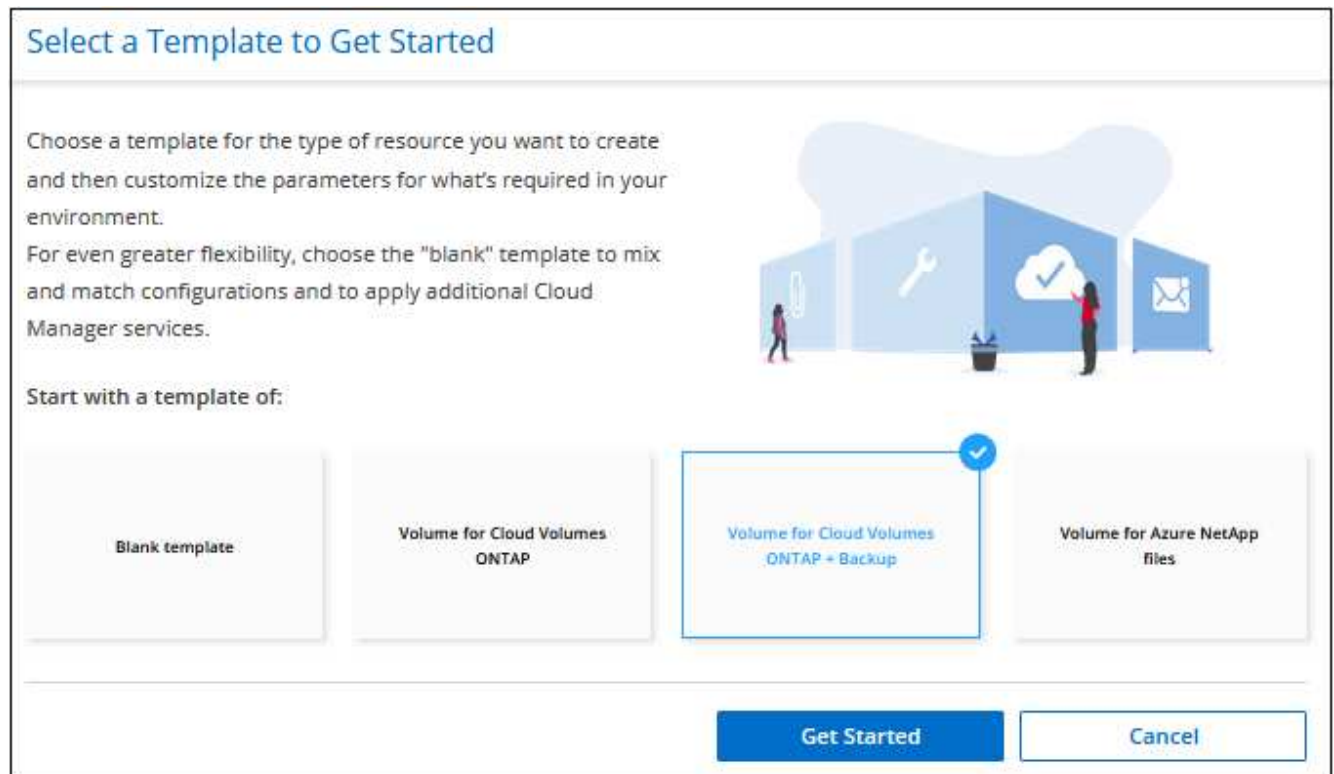 Select a Template to Get Started
Choose a template for the type of resource you want to create
and then customize the parameters for what's required in your
environment.
For even greater flexibility, choose the "blank" template to mix
and match configurations and to apply additional Cloud
Manager services.
Start with a template of:
Blank template
Volume for Cloud Volumes
ONTAP
Volume for Cloud Volumes
ONTAP + Backup
Volume for Azure NetApp
files
Get Started
Cancel